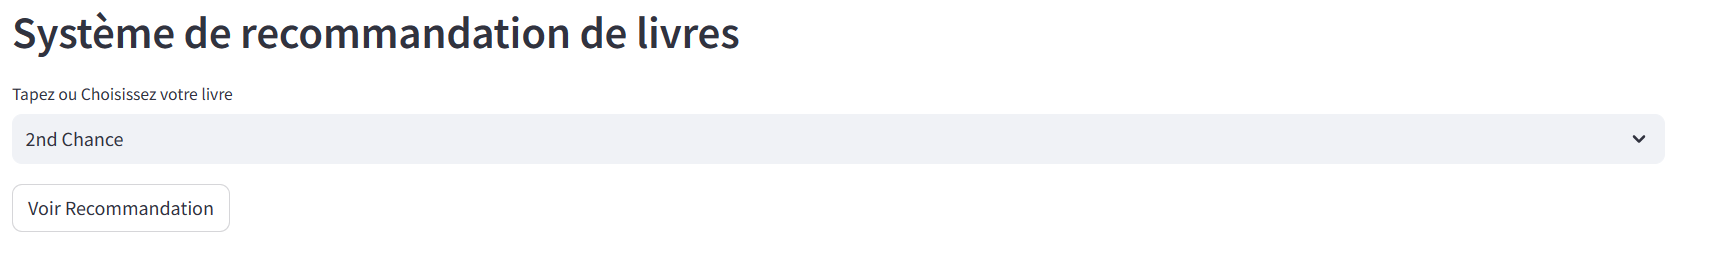 Système de recommandation de livres
Tapez ou Choisissez votre livre
2nd Chance
Voir Recommandation